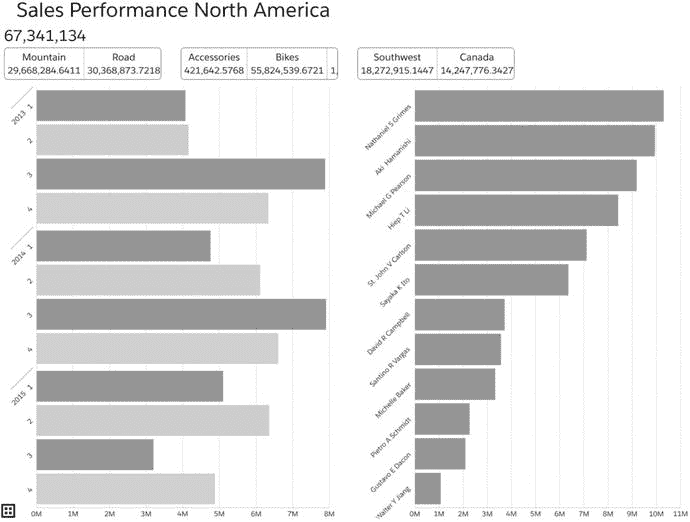 Sales Performance North America
67,341,134
Mountain Road Accessories Bikes Southwest Canada
29,668,284.6411 30,368,873.7218 421,642.5768 55,824,539.6721 1, 18,272,915.1447 14,247,776.3427
2013 1
2
3
4
2014 1
2
3
4
2015 1
2
3
4
0M 1M 2M 3M 4M 5M 6M 7M 8M
Nathaniel S Grimes
Aki Hamanishi
Michael G Pearson
Hiep T Li
St. John V Carlson
Sayaka K Ito
David R Campbell
Santino R Vargas
Michelle Baker
Pietro A Schmidt
Gustavo E Dacon
Walter Y Jiang
0M 1M 2M 3M 4M 5M 6M 7M 8M 9M 10M 11M